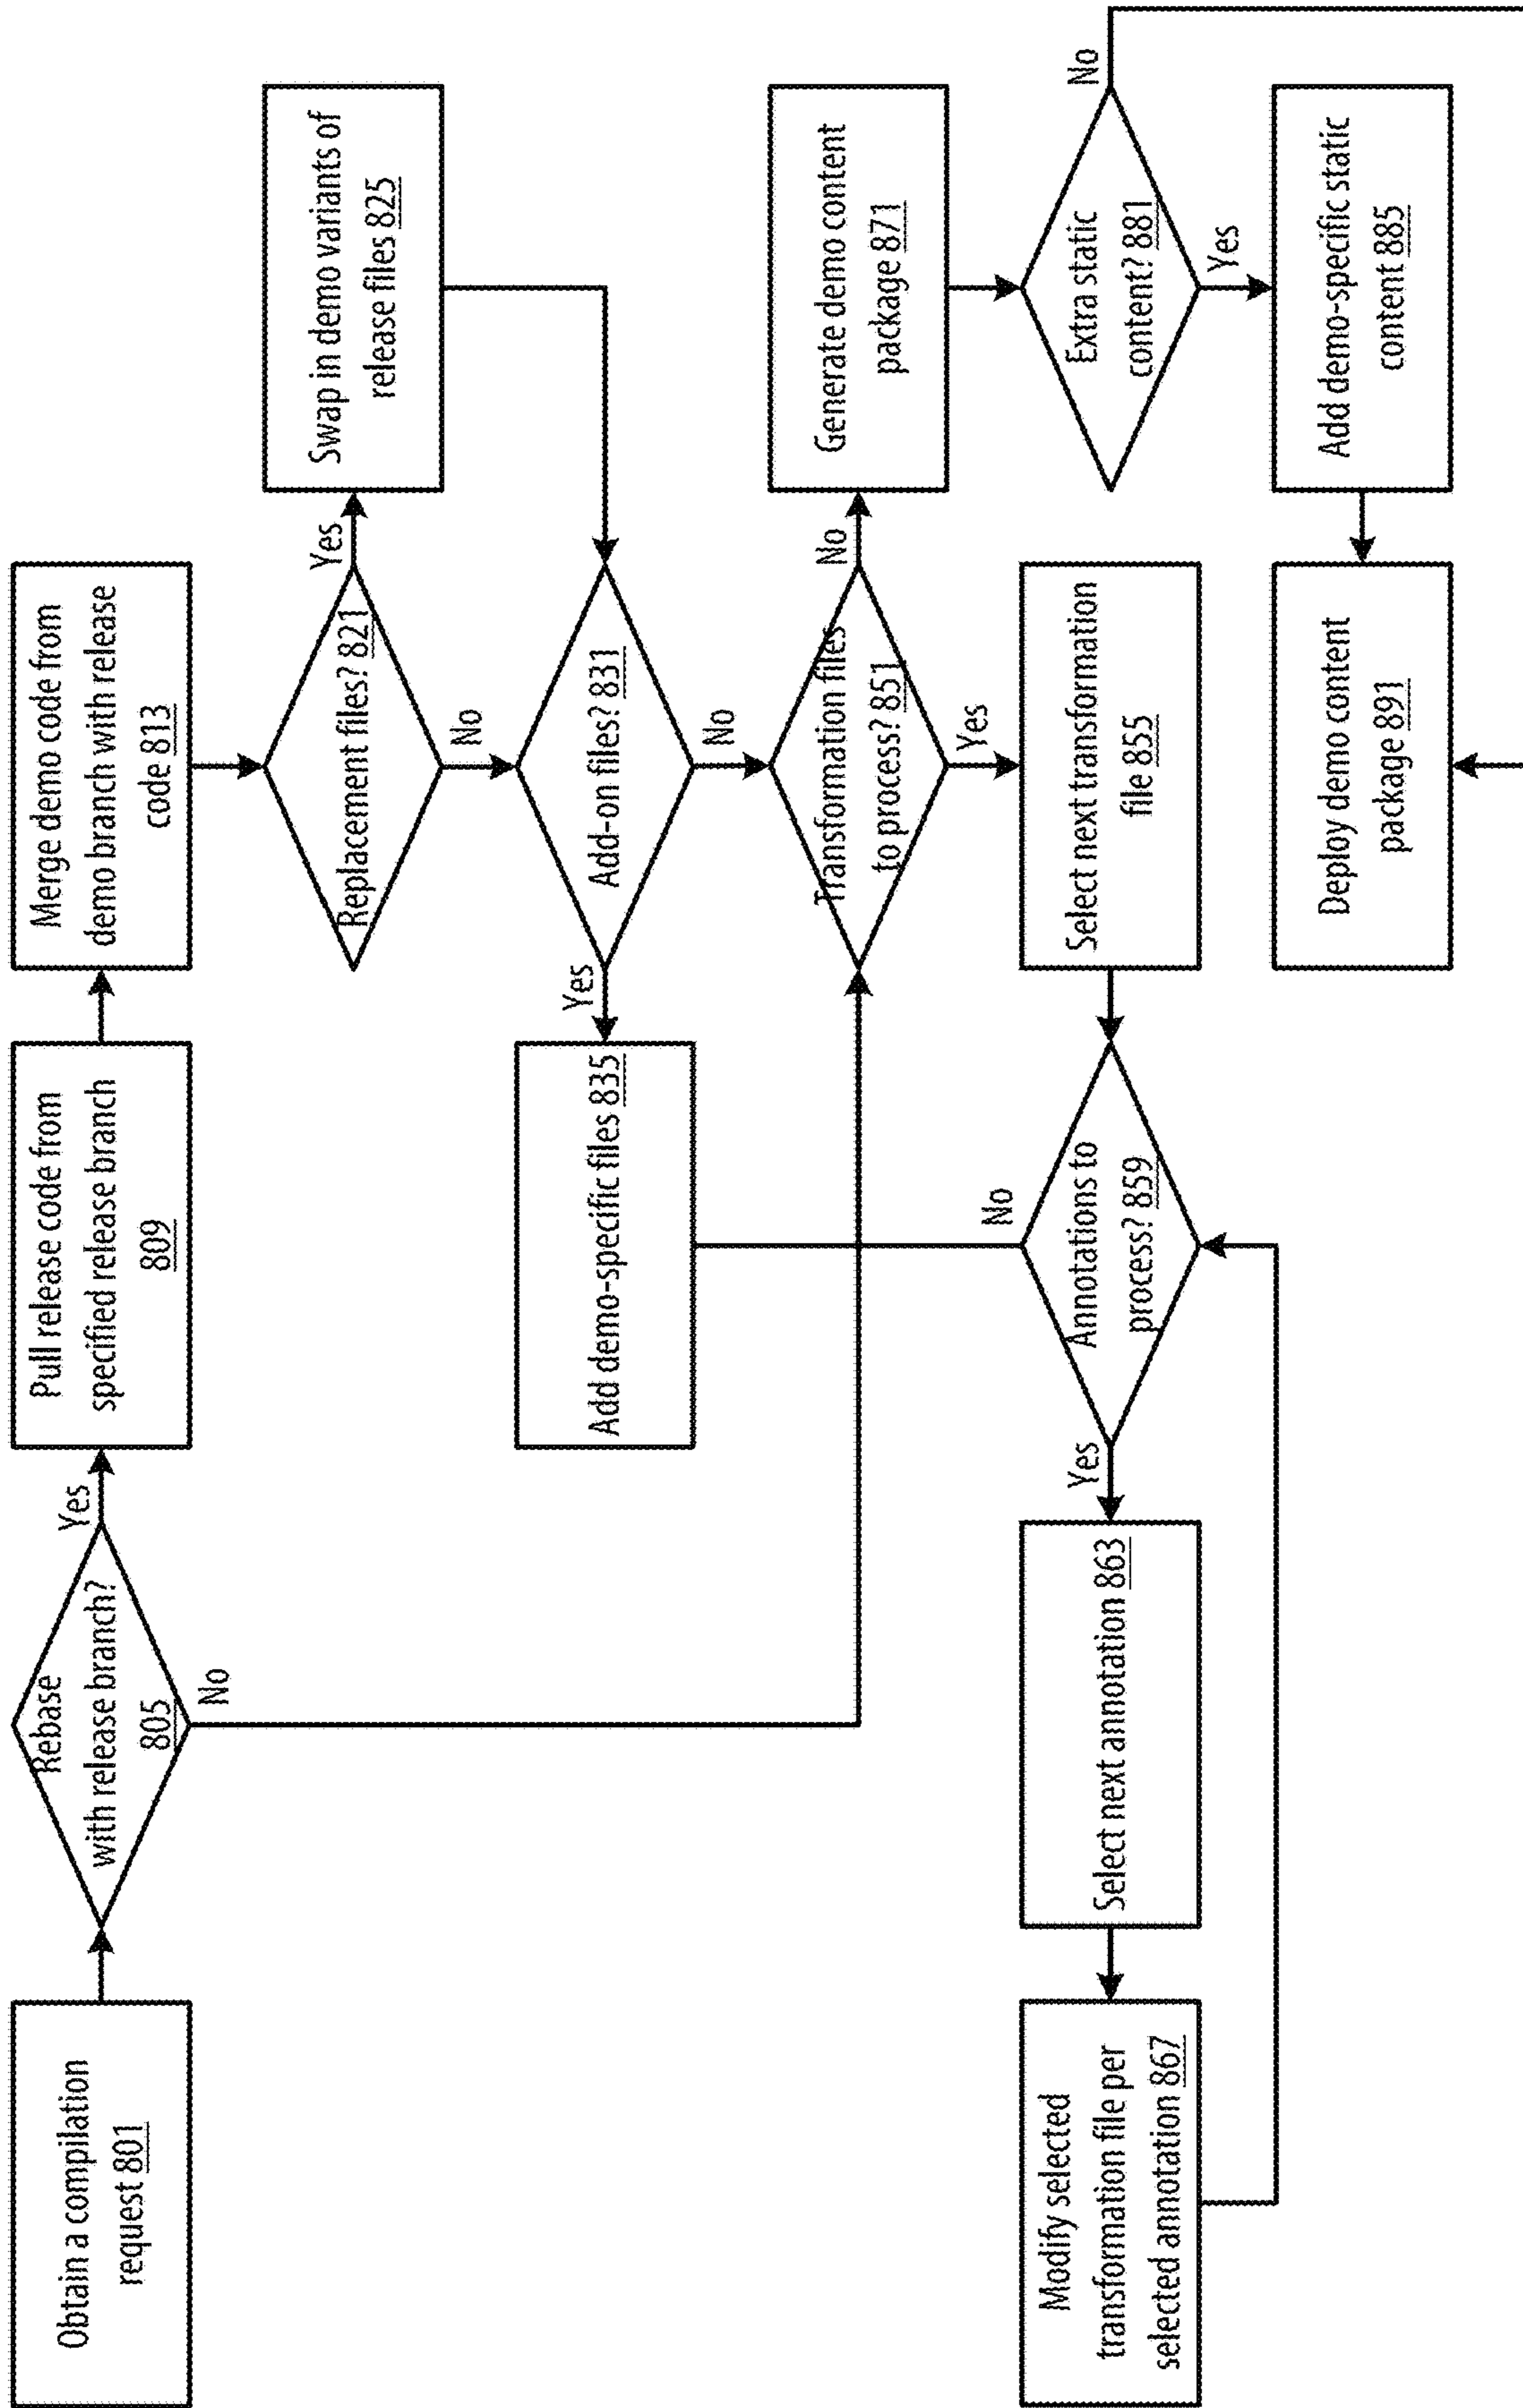 Obtain a compilation
request 801
Rebase
with release branch?
805
Yes
No
Pull release code from
specified release branch
809
Merge demo code from
demo branch with release
code 813
Replacement files? 821
Yes
No
Swap in demo variants of
release files 825
Add-on files? 831
Yes
No
Add demo-specific files 835
Transformation files
to process? 851
No
Yes
Generate demo content
package 871
Select next transformation
file 855
Annotations to
process? 859
No
Yes
Select next annotation 863
Modify selected
transformation file per
selected annotation 867
Extra static
content? 881
No
Yes
Add demo-specific static
content 885
Deploy demo content
package 891